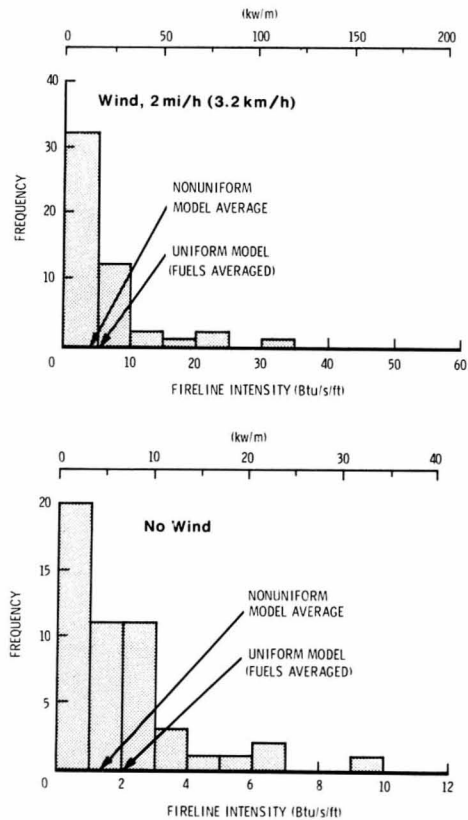 (kw/m)
0 50 100 150 200
40
30
20
10
FREQUENCY
Wind, 2 mi/h (3.2 km/h)
NONUNIFORM
MODEL AVERAGE
UNIFORM MODEL
(FUELS AVERAGED)
0 10 20 30 40 50 60
FIRELINE INTENSITY (Btu/s/ft)
(kw/m)
0 10 20 30 40
20
15
10
5
0
FREQUENCY
No Wind
NONUNIFORM
MODEL AVERAGE
UNIFORM MODEL
(FUELS AVERAGED)
2 4 6 8 10 12
FIRELINE INTENSITY (Btu/s/ft)